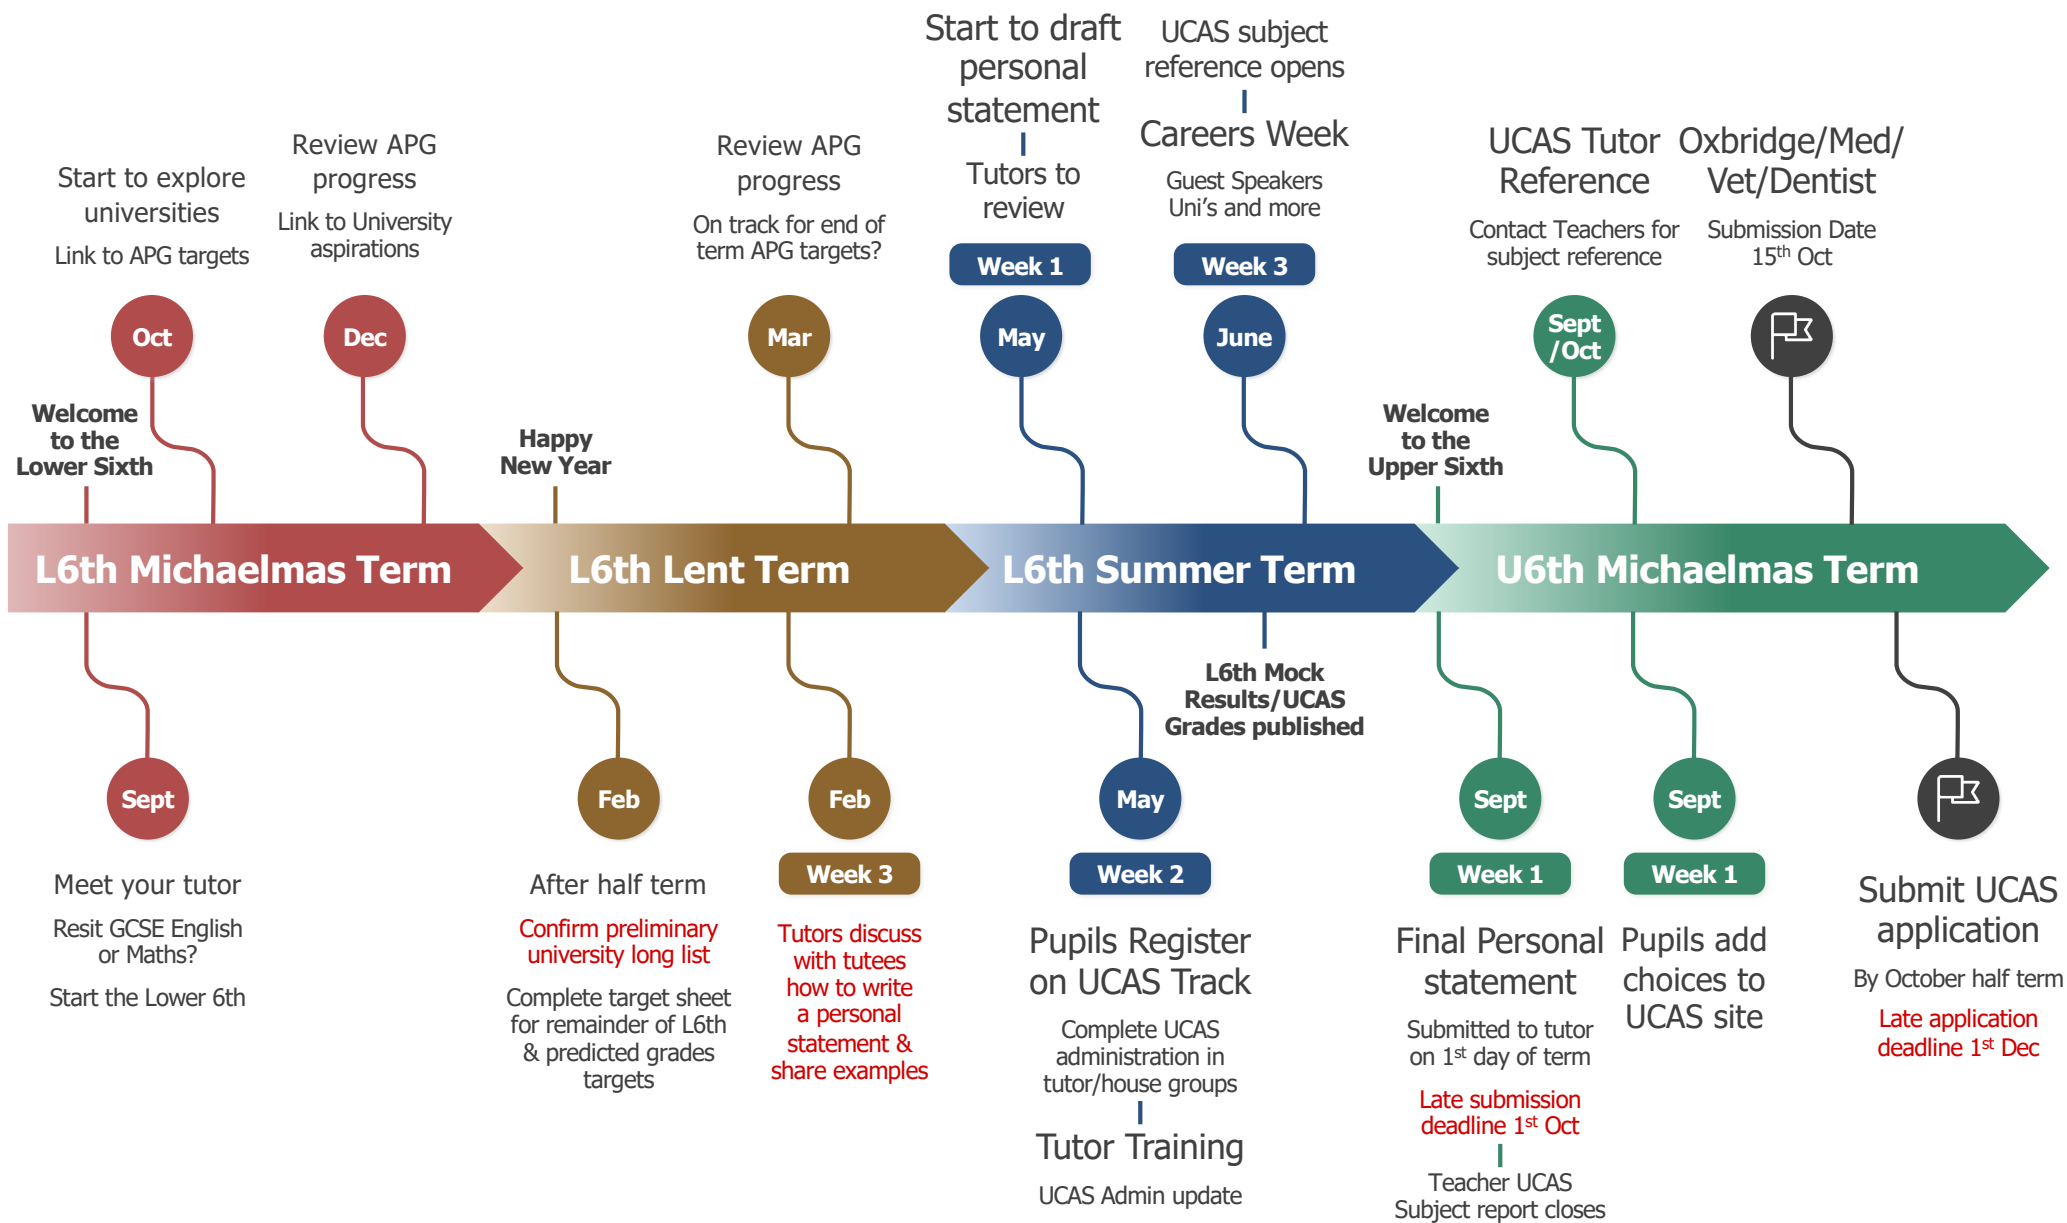 Start to explore
universities
Link to APG targets
Oct
Review APG
progress
Link to University
aspirations
Dec
Review APG
progress
On track for end of
term APG targets?
Mar
Start to draft
personal
statement
Tutors to
review
Week 1
May
UCAS subject
reference opens
Careers Week
Guest Speakers
Uni's and more
Week 3
June
UCAS Tutor
Reference
Contact Teachers for
subject reference
Sept
/Oct
Oxbridge/Med/
Vet/Dentist
Submission Date
15th Oct
Welcome
to the
Lower Sixth
Happy
New Year
Welcome
to the
Upper Sixth
L6th Michaelmas Term
L6th Lent Term
L6th Summer Term
U6th Michaelmas Term
Sept
Meet your tutor
Resit GCSE English
or Maths?
Start the Lower 6th
Feb
After half term
Confirm preliminary
university long list
Complete target sheet
for remainder of L6th
& predicted grades
targets
Feb
Week 3
Tutors discuss
with tutees
how to write
a personal
statement &
share examples
May
Week 2
Pupils Register
on UCAS Track
Complete UCAS
administration in
tutor/house groups
Tutor Training
UCAS Admin update
L6th Mock
Results/UCAS
Grades published
Sept
Week 1
Final Personal
statement
Submitted to tutor
on 1st day of term
Late submission
deadline 1st Oct
Teacher UCAS
Subject report closes
Sept
Week 1
Pupils add
choices to
UCAS site
Submit UCAS
application
By October half term
Late application
deadline 1st Dec